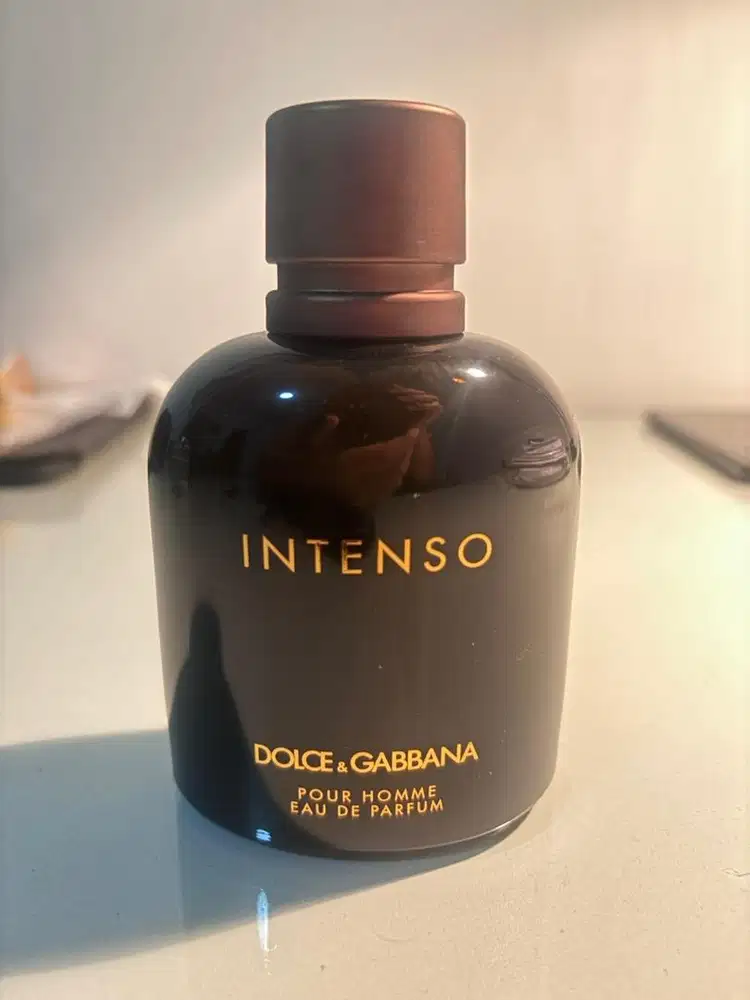 INTENSO
DOLCE & GABBANA
POUR HOMME
EAU DE PARFUM